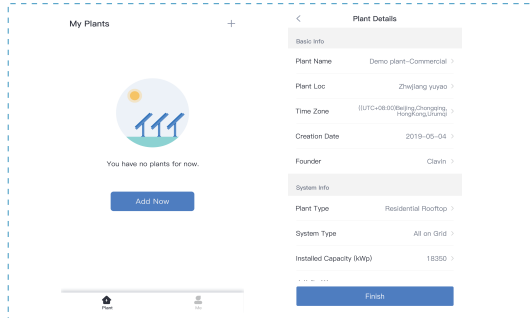 My Plants
+
You have no plants for now.
Add Now
Plant
Me
Plant Details
Basic Info
Plant Name Demo plant-Commercial
Plant Loc Zhwjiang yuyao
Time Zone ((UTC+08:00)Beijing,Chongqing,
HongKong,Urumqi
Creation Date 2019-05-04
Founder Clavin
System Info
Plant Type Residential Rooftop
System Type All on Grid
Installed Capacity (kWp) 18350
Finish